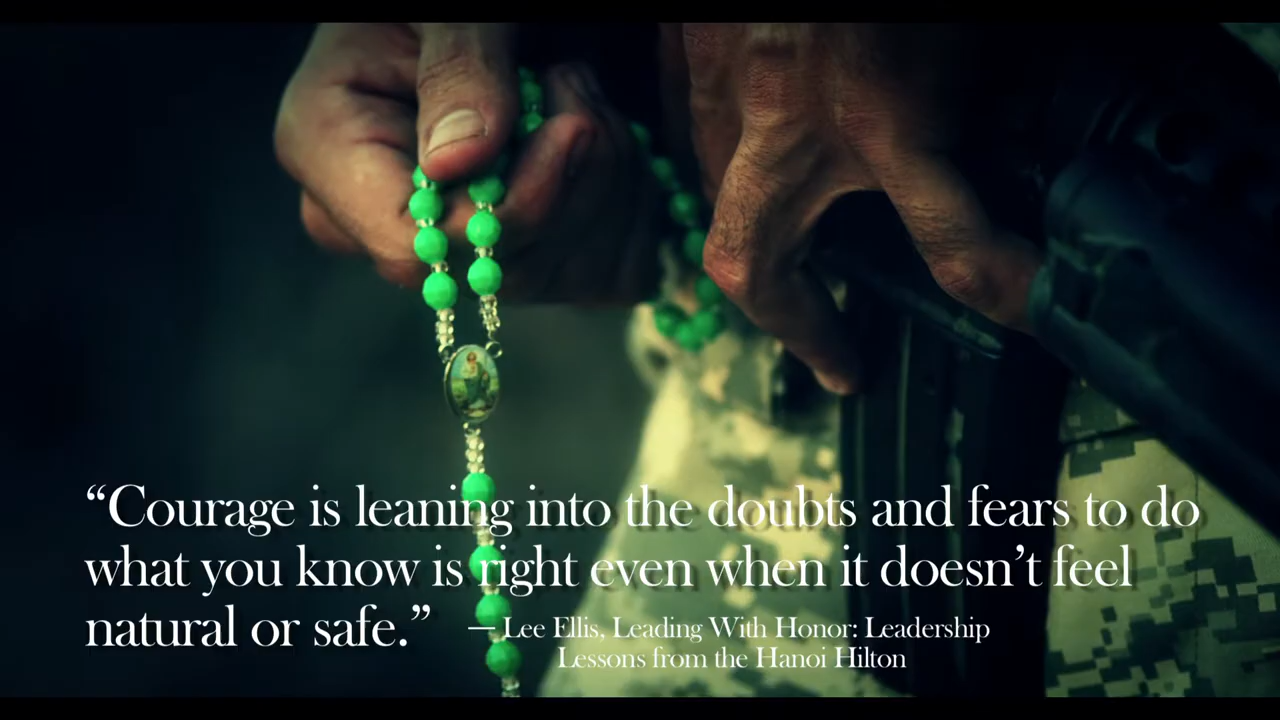 “Courage is leaning into the doubts and fears to do
what you know is right even when it doesn’t feel
natural or safe.”
— Lee Ellis, Leading With Honor: Leadership
Lessons from the Hanoi Hilton